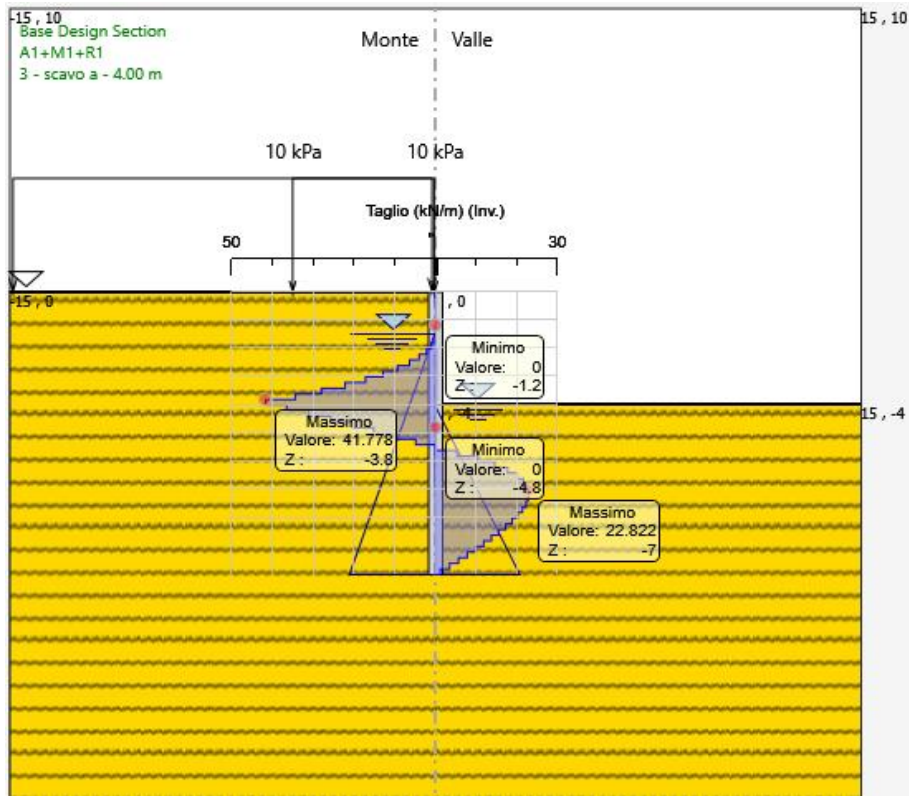 -15 , 10
15 , 10
Base Design Section
A1+M1+R1
3 - scavo a - 4.00 m
Monte
Valle
10 kPa
10 kPa
Taglio (kN/m) (Inv.)
50
30
-15 , 0
, 0
Minimo
Valore: 0
Z : -1.2
15 , -4
Massimo
Valore: 41.778
Z : -3.8
Minimo
Valore: 0
Z : -4.8
Massimo
Valore: 22.822
Z : -7